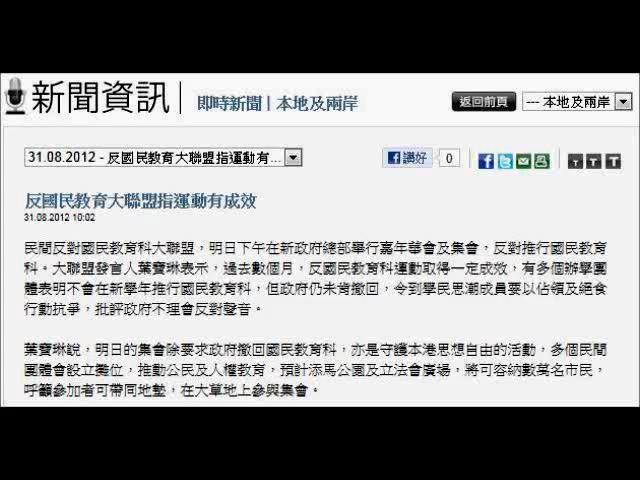 新聞資訊 | 即時新聞 | 本地及兩岸 返回前頁 --- 本地及兩岸
31.08.2012 - 反國民教育大聯盟指運動有... 讚好 0 T T T
反國民教育大聯盟指運動有成效
31.08.2012 10:02
民間反對國民教育科大聯盟，明日下午在新政府總部舉行嘉年華會及集會，反對推行國民教育
科。大聯盟發言人葉寶琳表示，過去數個月，反國民教育科運動取得一定成效，有多個辦學團
體表明不會在新學年推行國民教育科，但政府仍未肯撤回，令到學民思潮成員要以佔領及絕食
行動抗爭，批評政府不理會反對聲音。
葉寶琳說，明日的集會除要求政府撤回國民教育科，亦是守護本港思想自由的活動，多個民間
團體會設立攤位，推動公民及人權教育，預計添馬公園及立法會廣場，將可容納數萬名市民，
呼籲參加者可帶同地墊，在大草地上參與集會。